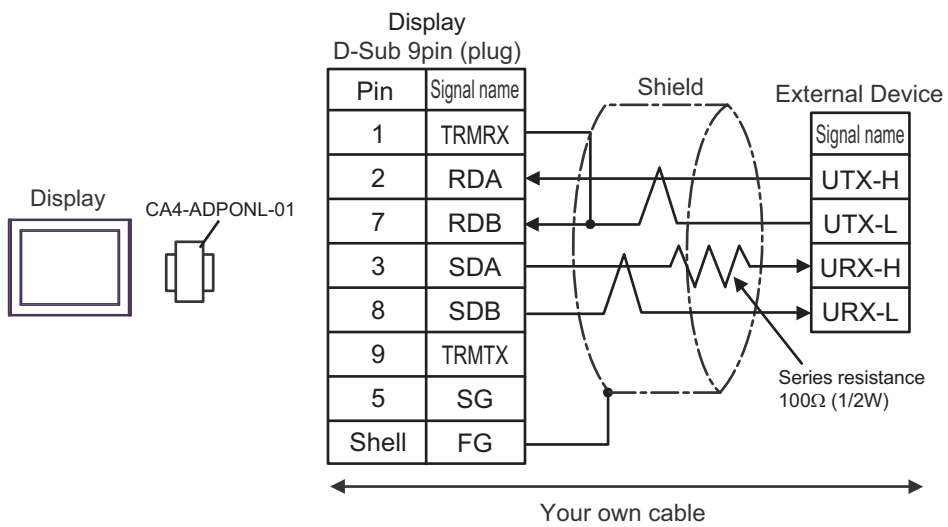 Display
D-Sub 9pin (plug)
Pin Signal name
1 TRMRX
2 RDA
7 RDB
3 SDA
8 SDB
9 TRMTX
5 SG
Shell FG
Shield
External Device
Signal name
UTX-H
UTX-L
URX-H
URX-L
Display
CA4-ADPONL-01
Series resistance
100Ω (1/2W)
Your own cable